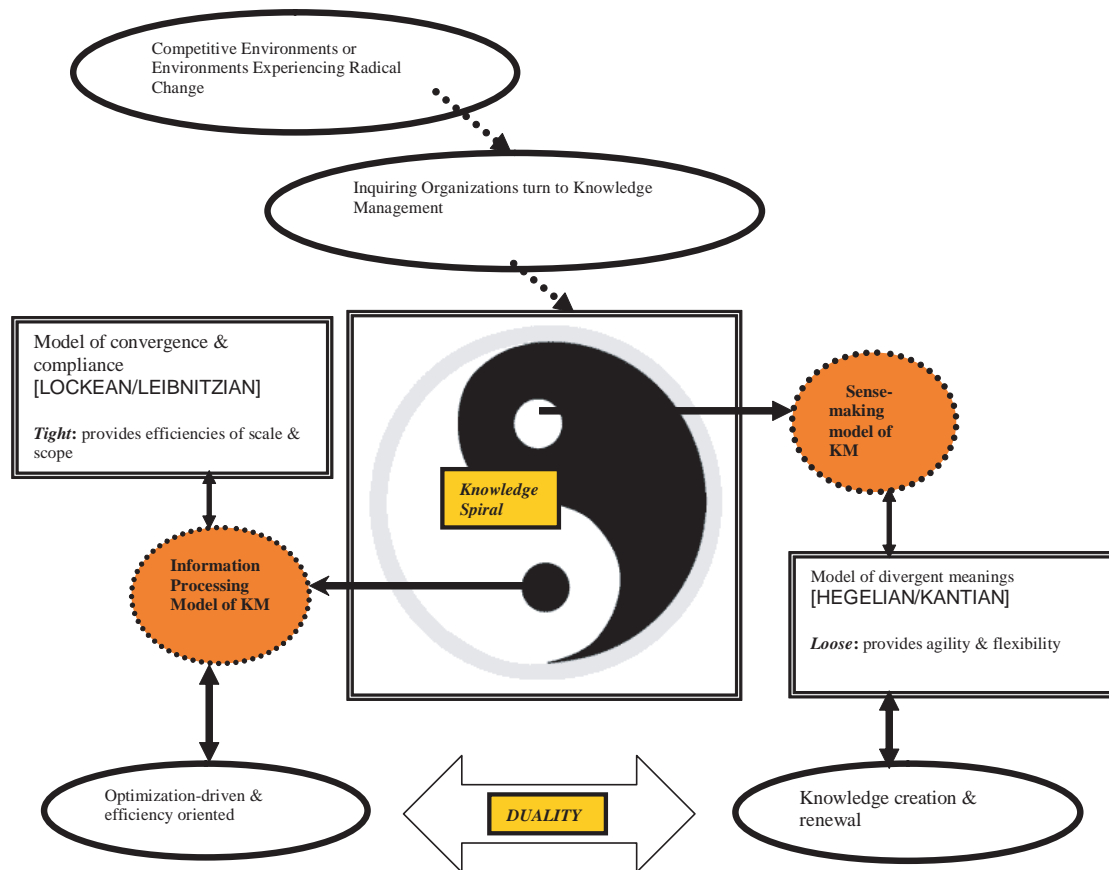 Competitive Environments or
Environments Experiencing Radical
Change
Inquiring Organizations turn to Knowledge
Management
Model of convergence &
compliance
[LOCKEAN/LEIBNITZIAN]
Tight: provides efficiencies of scale &
scope
Sense-
making
model of
KM
Knowledge
Spiral
Information
Processing
Model of KM
Model of divergent meanings
[HEGELIAN/KANTIAN]
Loose: provides agility & flexibility
Optimization-driven &
efficiency oriented
DUALITY
Knowledge creation &
renewal